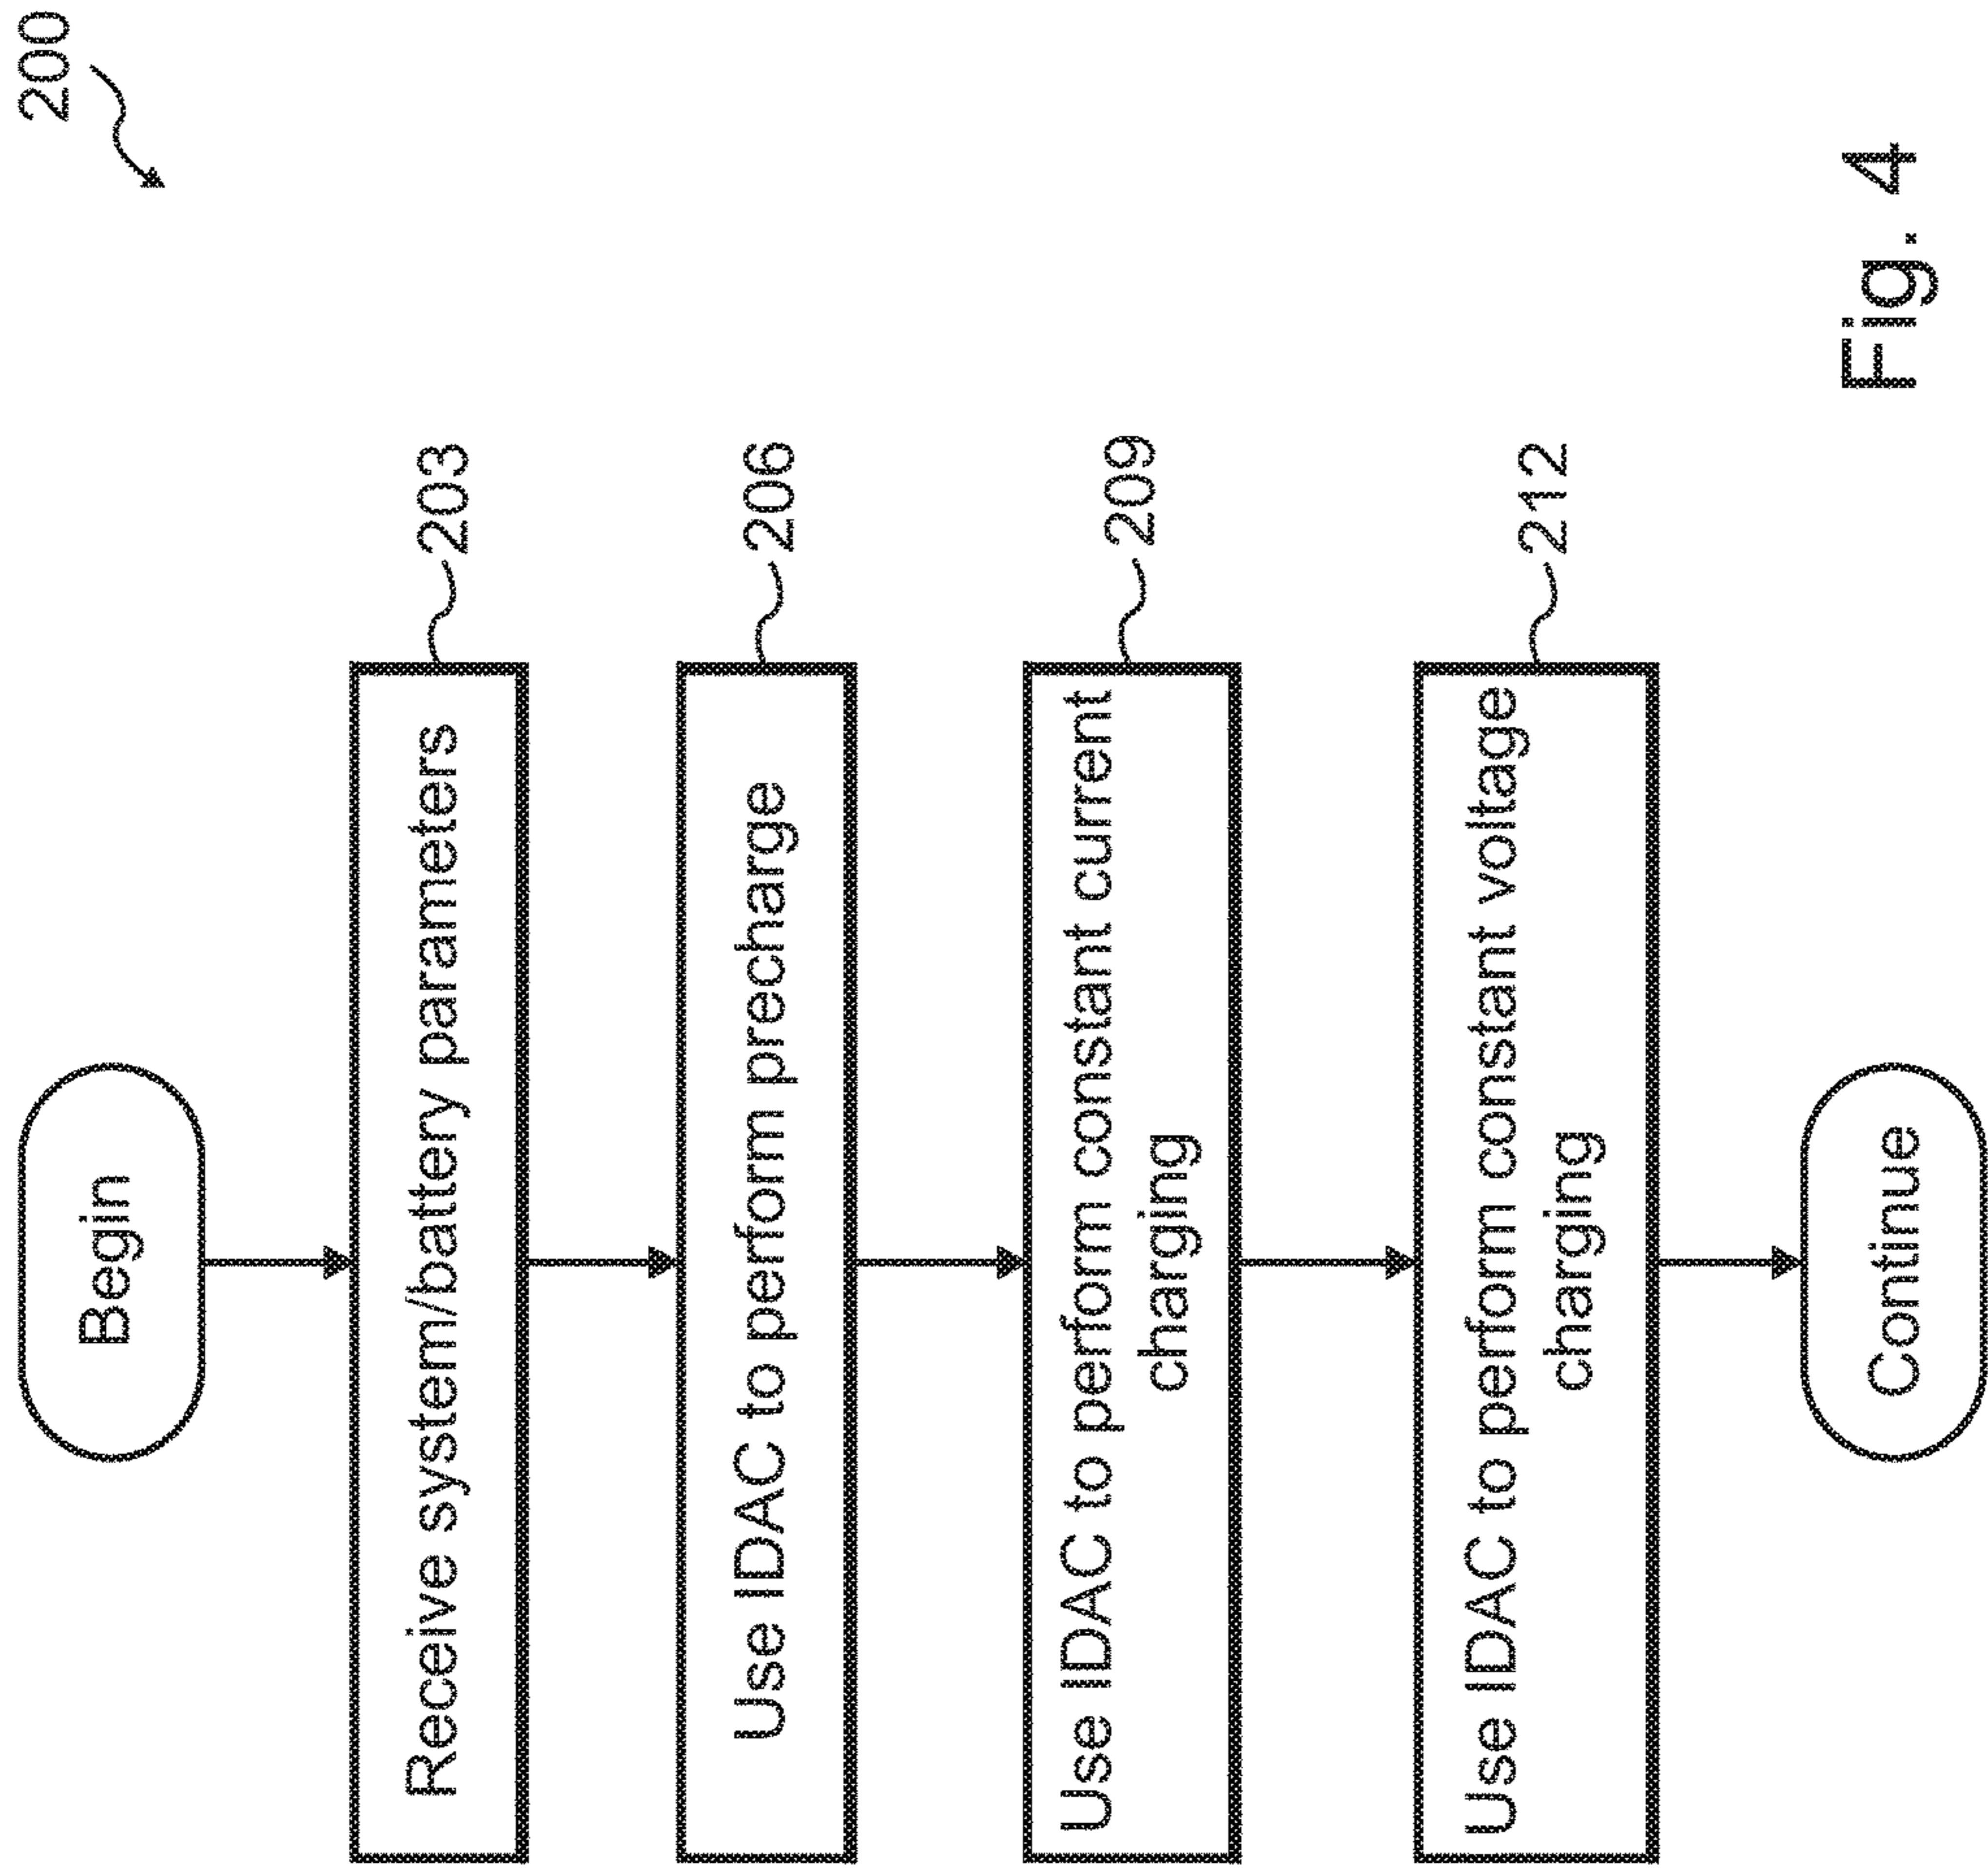 200
Begin
Receive system/battery parameters
203
Use IDAC to perform precharge
206
Use IDAC to perform constant current
charging
209
Use IDAC to perform constant voltage
charging
212
Continue
Fig. 4